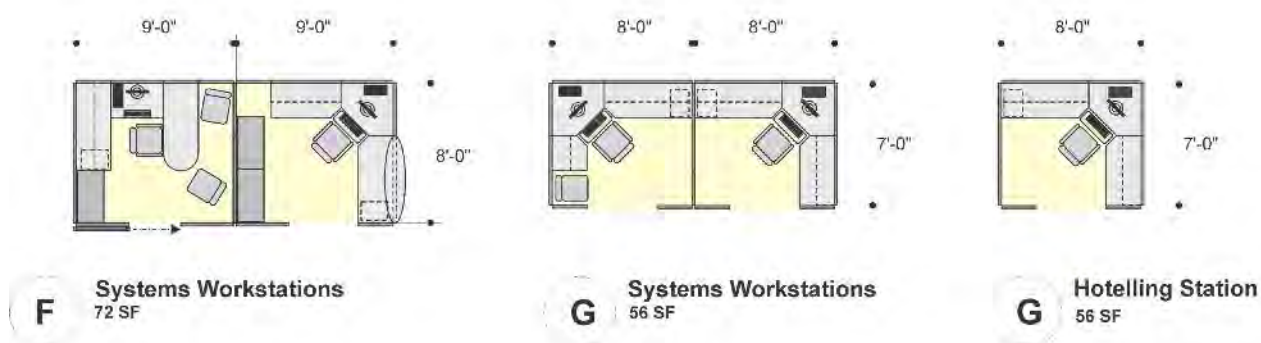 9'-0" 9'-0"
8'-0"
F
Systems Workstations
72 SF
8'-0" 8'-0"
7'-0"
G
Systems Workstations
56 SF
8'-0"
7'-0"
G
Hotelling Station
56 SF